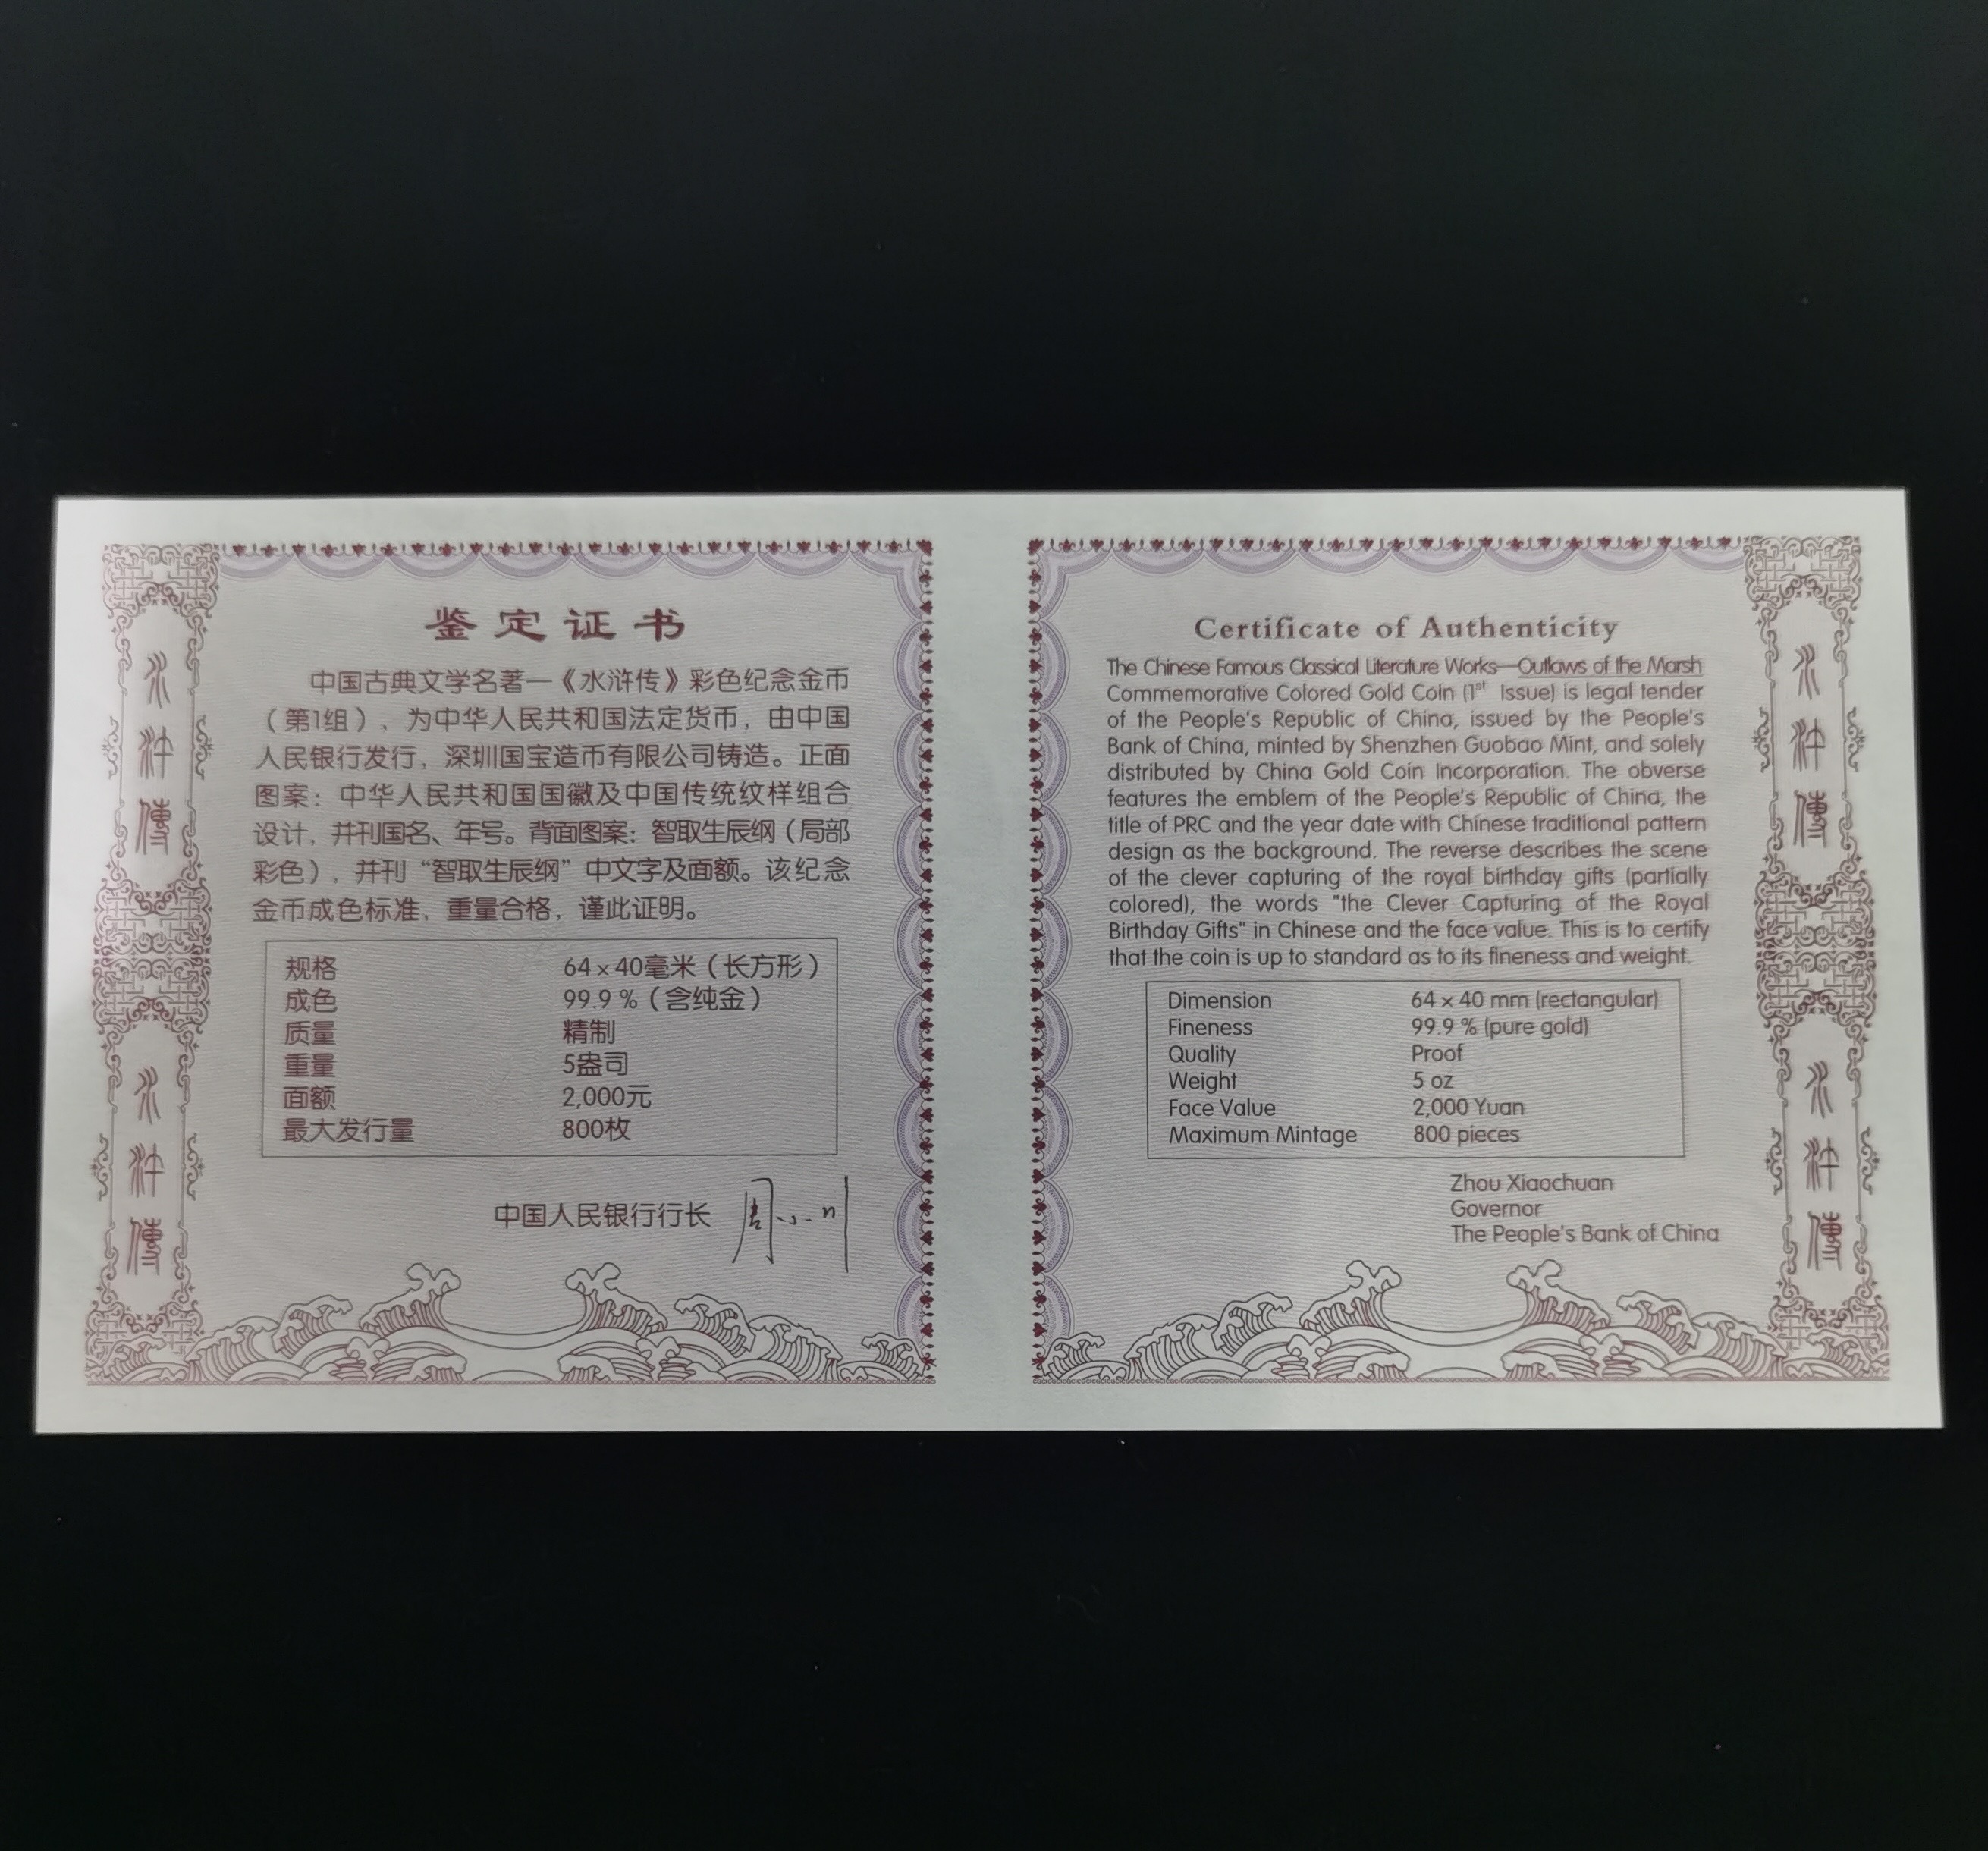 鉴定证书
中国古典文学名著—《水浒传》彩色纪念金币
（第1组），为中华人民共和国法定货币，由中国
人民银行发行，深圳国宝造币有限公司铸造。正面
图案：中华人民共和国国徽及中国传统纹样组合
设计，并刊国名、年号。背面图案：智取生辰纲（局部
彩色），并刊“智取生辰纲”中文字及面额。该纪念
金币成色标准，重量合格，谨此证明。
规格 64×40毫米（长方形）
成色 99.9%（含纯金）
质量 精制
重量 5盎司
面额 2,000元
最大发行量 800枚
中国人民银行行长 周小川
水浒傳
水浒傳
Certificate of Authenticity
The Chinese Famous Classical Literature Works—Outlaws of the Marsh
Commemorative Colored Gold Coin (1st Issue) is legal tender
of the People's Republic of China, issued by the People's
Bank of China, minted by Shenzhen Guobao Mint, and solely
distributed by China Gold Coin Incorporation. The obverse
features the emblem of the People's Republic of China, the
title of PRC and the year date with Chinese traditional pattern
design as the background. The reverse describes the scene
of the clever capturing of the royal birthday gifts (partially
colored), the words "the Clever Capturing of the Royal
Birthday Gifts" in Chinese and the face value. This is to certify
that the coin is up to standard as to its fineness and weight.
Dimension 64 × 40 mm (rectangular)
Fineness 99.9 % (pure gold)
Quality Proof
Weight 5 oz
Face Value 2,000 Yuan
Maximum Mintage 800 pieces
Zhou Xiaochuan
Governor
The People's Bank of China
水浒傳
水浒傳